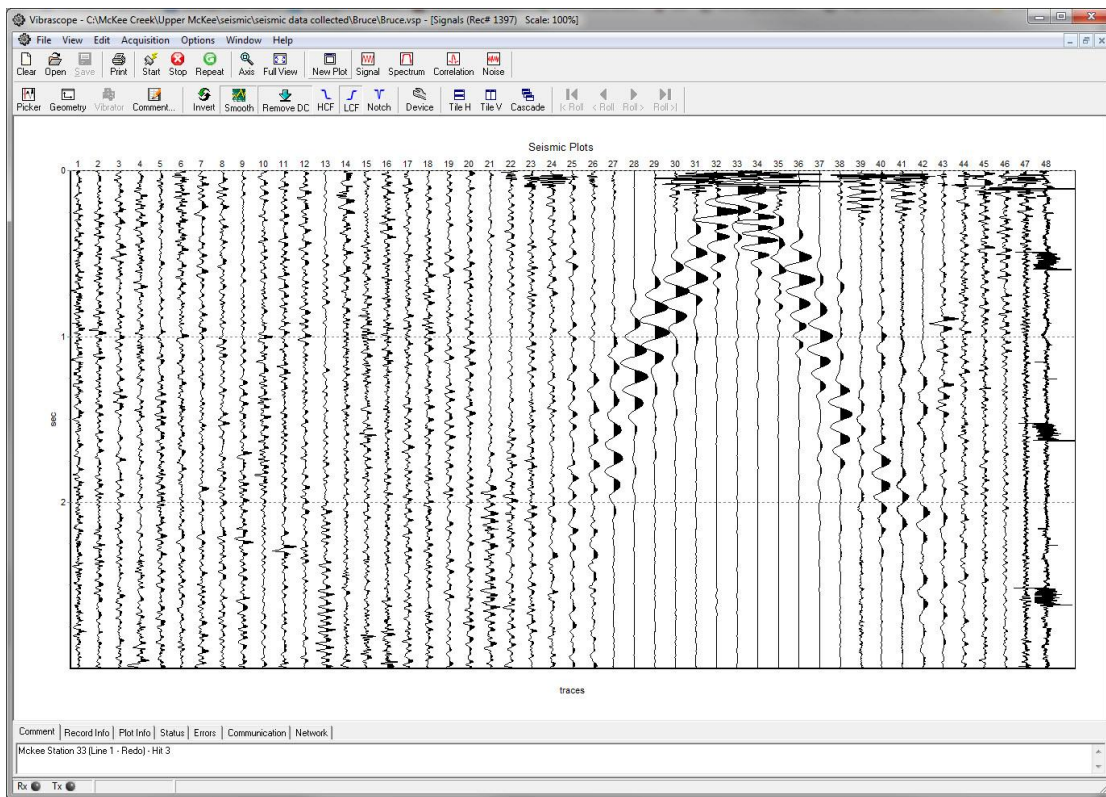 Vibrascope - C:\McKee Creek\Upper McKee\seismic\seismic data collected\Bruce\Bruce.vsp - [Signals (Rec# 1397) Scale: 100%]
File View Edit Acquisition Options Window Help
Clear Open Save Print Start Stop Repeat Axis Full View New Plot Signal Spectrum Correlation Noise
Picker Geometry Vibrator Comment... Invert Smooth Remove DC HCF LCF Notch Device Tile H Tile V Cascade |< Roll < Roll Roll > Roll >|
Seismic Plots
1 2 3 4 5 6 7 8 9 10 11 12 13 14 15 16 17 18 19 20 21 22 23 24 25 26 27 28 29 30 31 32 33 34 35 36 37 38 39 40 41 42 43 44 45 46 47 48
0
1
sec
2
traces
Comment Record Info Plot Info Status Errors Communication Network
Mckee Station 33 (Line 1 - Redo) - Hit 3
Rx Tx